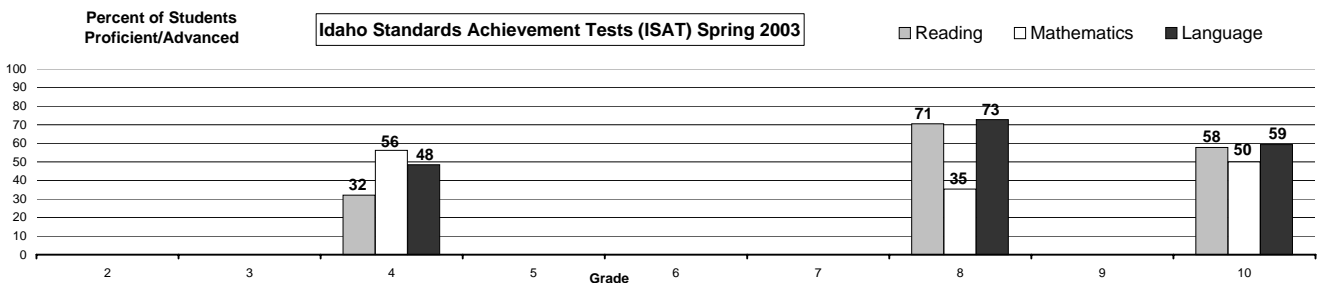 Percent of Students
Proficient/Advanced
Idaho Standards Achievement Tests (ISAT) Spring 2003
Reading Mathematics Language
100
90
80
70
60
50
40
30
20
10
0
32 56 48 71 35 73 58 50 59
2 3 4 5 6 7 8 9 10
Grade